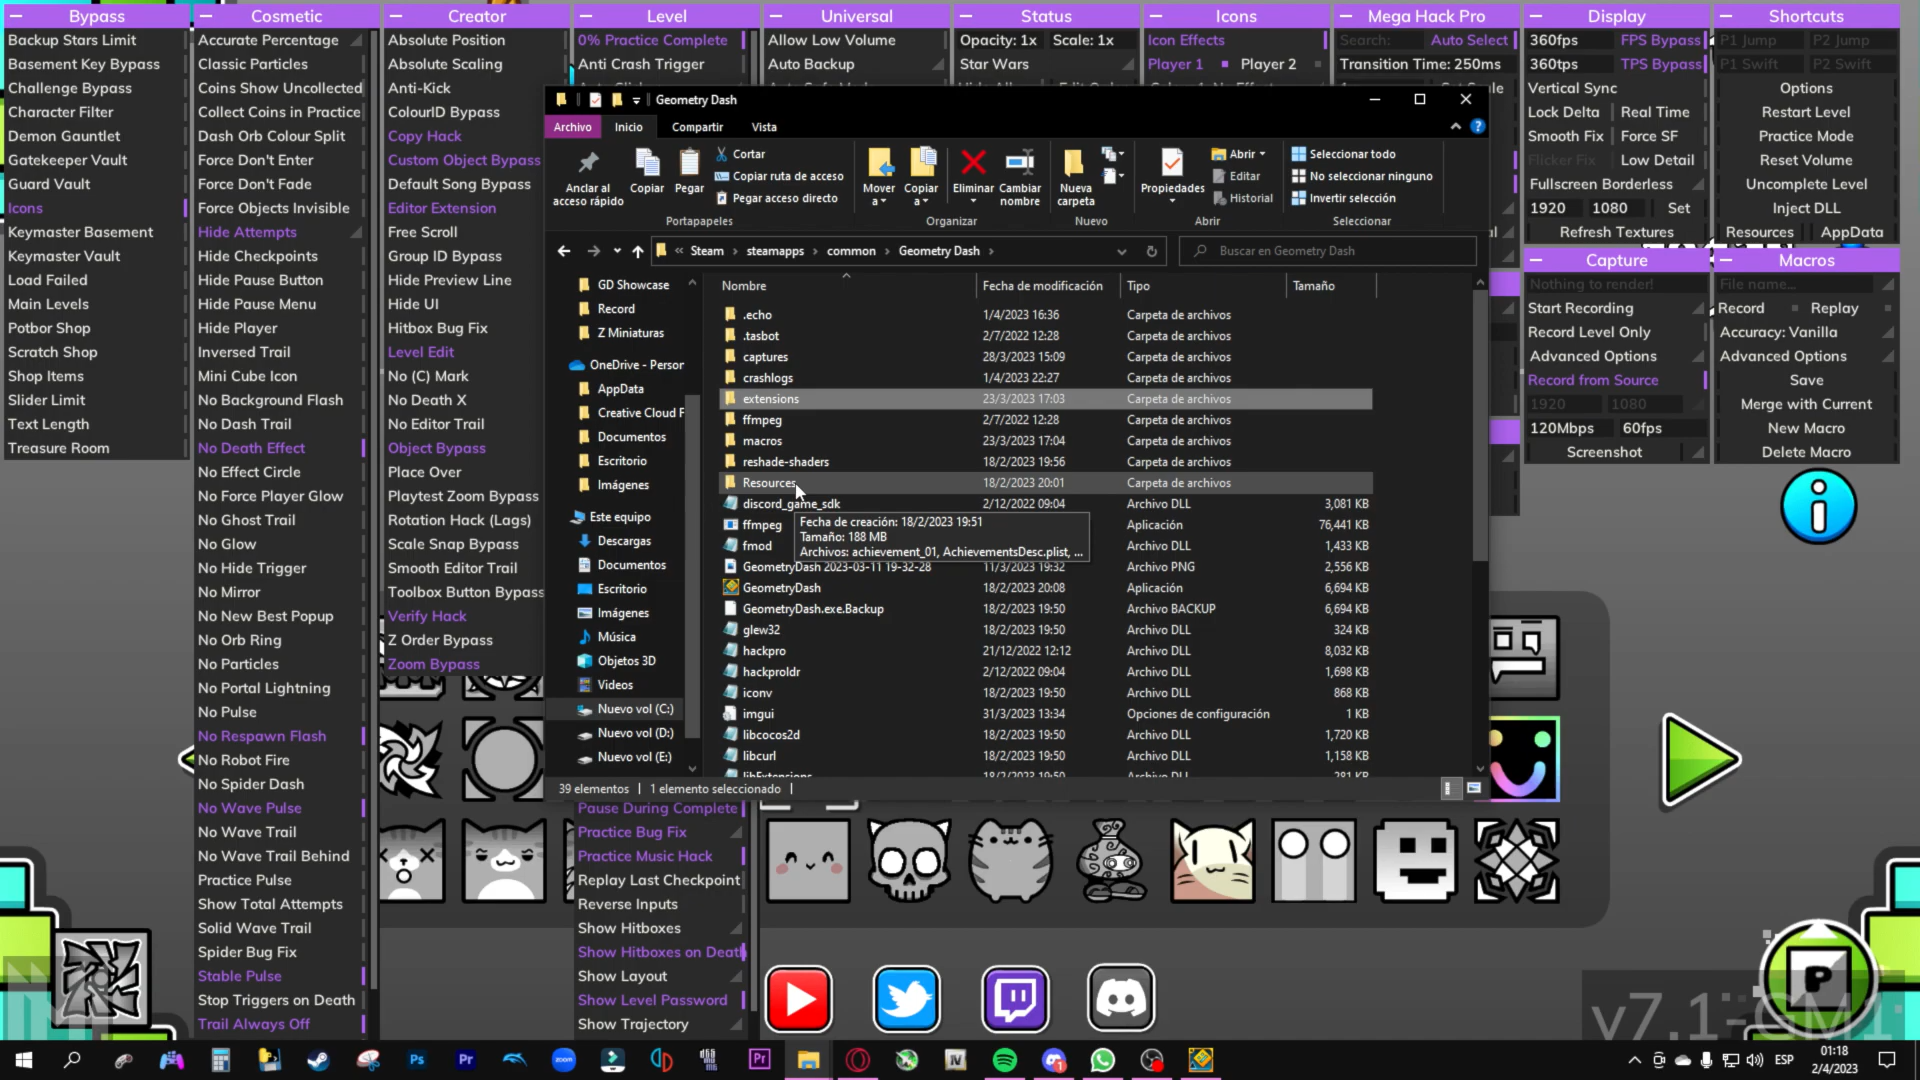 Bypass
Backup Stars Limit
Basement Key Bypass
Challenge Bypass
Character Filter
Demon Gauntlet
Gatekeeper Vault
Guard Vault
Icons
Keymaster Basement
Keymaster Vault
Load Failed
Main Levels
Potbor Shop
Scratch Shop
Shop Items
Slider Limit
Text Length
Treasure Room
Cosmetic
Accurate Percentage
Classic Particles
Coins Show Uncollected
Collect Coins in Practice
Dash Orb Colour Split
Force Don't Enter
Force Don't Fade
Force Objects Invisible
Hide Attempts
Hide Checkpoints
Hide Pause Button
Hide Pause Menu
Hide Player
Inversed Trail
Mini Cube Icon
No Background Flash
No Dash Trail
No Death Effect
No Effect Circle
No Force Player Glow
No Ghost Trail
No Glow
No Hide Trigger
No Mirror
No New Best Popup
No Orb Ring
No Particles
No Portal Lightning
No Pulse
No Respawn Flash
No Robot Fire
No Spider Dash
No Wave Pulse
No Wave Trail
No Wave Trail Behind
Practice Pulse
Show Total Attempts
Solid Wave Trail
Spider Bug Fix
Stable Pulse
Stop Triggers on Death
Trail Always Off
Creator
Absolute Position
Absolute Scaling
Anti-Kick
ColourID Bypass
Copy Hack
Custom Object Bypass
Default Song Bypass
Editor Extension
Free Scroll
Group ID Bypass
Hide Preview Line
Hide UI
Hitbox Bug Fix
Level Edit
No (C) Mark
No Death X
No Editor Trail
Object Bypass
Place Over
Playtest Zoom Bypass
Rotation Hack (Lags)
Scale Snap Bypass
Smooth Editor Trail
Toolbox Button Bypass
Verify Hack
Z Order Bypass
Zoom Bypass
Level
0% Practice Complete
Anti Crash Trigger
Pause During Complete
Practice Bug Fix
Practice Music Hack
Replay Last Checkpoint
Reverse Inputs
Show Hitboxes
Show Hitboxes on Death
Show Layout
Show Level Password
Show Trajectory
Universal
Allow Low Volume
Auto Backup
Status
Opacity: 1x Scale: 1x
Star Wars
Icons
Icon Effects
Player 1 Player 2
Mega Hack Pro
Search: Auto Select
Transition Time: 250ms
Display
360fps FPS Bypass
360tps TPS Bypass
Vertical Sync
Lock Delta Real Time
Smooth Fix Force SF
Flicker Fix Low Detail
Fullscreen Borderless
1920 1080 Set
Refresh Textures
Capture
Nothing to render!
Start Recording
Record Level Only
Advanced Options
Record from Source
1920 1080
120Mbps 60fps
Screenshot
Shortcuts
P1 Jump P2 Jump
P1 Swift P2 Swift
Options
Restart Level
Practice Mode
Reset Volume
Uncomplete Level
Inject DLL
Resources AppData
Macros
File name...
Record Replay
Accuracy: Vanilla
Advanced Options
Save
Merge with Current
New Macro
Delete Macro
Geometry Dash
Archivo Inicio Compartir Vista
Anclar al acceso rápido
Copiar
Pegar
Cortar
Copiar ruta de acceso
Pegar acceso directo
Portapapeles
Mover a
Copiar a
Eliminar
Cambiar nombre
Organizar
Nueva carpeta
Nuevo
Propiedades
Abrir
Editar
Historial
Abrir
Seleccionar todo
No seleccionar ninguno
Invertir selección
Seleccionar
« Steam › steamapps › common › Geometry Dash ›
Buscar en Geometry Dash
GD Showcase
Record
Z Miniaturas
OneDrive - Person
AppData
Creative Cloud F
Documentos
Escritorio
Imágenes
Este equipo
Descargas
Documentos
Escritorio
Imágenes
Música
Objetos 3D
Videos
Nuevo vol (C:)
Nuevo vol (D:)
Nuevo vol (E:)
Nombre Fecha de modificación Tipo Tamaño
.echo 1/4/2023 16:36 Carpeta de archivos
.tasbot 2/7/2022 12:28 Carpeta de archivos
captures 28/3/2023 15:09 Carpeta de archivos
crashlogs 1/4/2023 22:27 Carpeta de archivos
extensions 23/3/2023 17:03 Carpeta de archivos
ffmpeg 2/7/2022 12:28 Carpeta de archivos
macros 23/3/2023 17:04 Carpeta de archivos
reshade-shaders 18/2/2023 19:56 Carpeta de archivos
Resources 18/2/2023 20:01 Carpeta de archivos
discord_game_sdk 2/12/2022 09:04 Archivo DLL 3,081 KB
ffmpeg Aplicación 76,441 KB
fmod Archivo DLL 1,433 KB
Fecha de creación: 18/2/2023 19:51
Tamaño: 188 MB
Archivos: achievement_01, AchievementsDesc.plist, ...
GeometryDash 2023-03-11 19-32-28 11/3/2023 19:32 Archivo PNG 2,556 KB
GeometryDash 18/2/2023 20:08 Aplicación 6,694 KB
GeometryDash.exe.Backup 18/2/2023 19:50 Archivo BACKUP 6,694 KB
glew32 18/2/2023 19:50 Archivo DLL 324 KB
hackpro 21/12/2022 12:12 Archivo DLL 8,032 KB
hackproldr 2/12/2022 09:04 Archivo DLL 1,698 KB
iconv 18/2/2023 19:50 Archivo DLL 868 KB
imgui 31/3/2023 13:34 Opciones de configuración 1 KB
libcocos2d 18/2/2023 19:50 Archivo DLL 1,720 KB
libcurl 18/2/2023 19:50 Archivo DLL 1,158 KB
libExtensions 18/2/2023 19:50 Archivo DLL 281 KB
39 elementos 1 elemento seleccionado
P
Ps
Pr
zoom
Pr
IV
ESP
01:18
2/4/2023